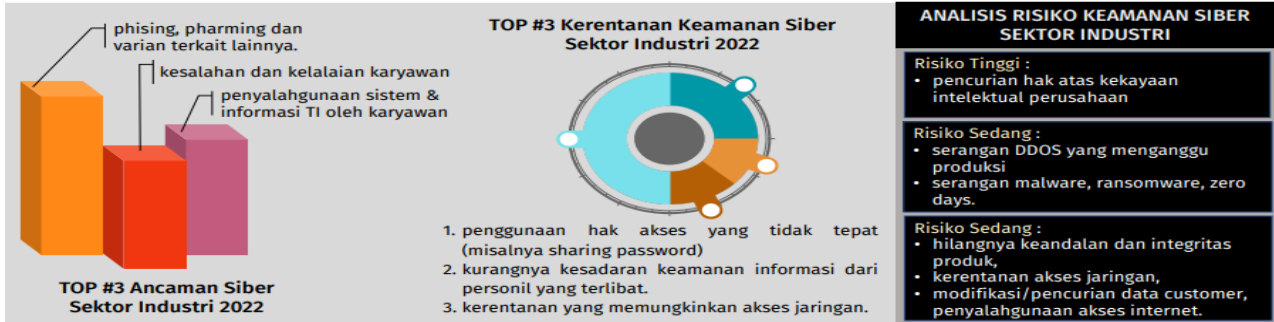 phising, pharming dan
varian terkait lainnya.
kesalahan dan kelalaian karyawan
penyalahgunaan sistem &
informasi TI oleh karyawan
TOP #3 Ancaman Siber
Sektor Industri 2022
TOP #3 Kerentanan Keamanan Siber
Sektor Industri 2022
1. penggunaan hak akses yang tidak tepat
(misalnya sharing password)
2. kurangnya kesadaran keamanan informasi dari
personil yang terlibat.
3. kerentanan yang memungkinkan akses jaringan.
ANALISIS RISIKO KEAMANAN SIBER
SEKTOR INDUSTRI
Risiko Tinggi :
• pencurian hak atas kekayaan
intelektual perusahaan
Risiko Sedang :
• serangan DDOS yang menganggu
produksi
• serangan malware, ransomware, zero
days.
Risiko Sedang :
• hilangnya keandalan dan integritas
produk,
• kerentanan akses jaringan,
• modifikasi/pencurian data customer,
penyalahgunaan akses internet.